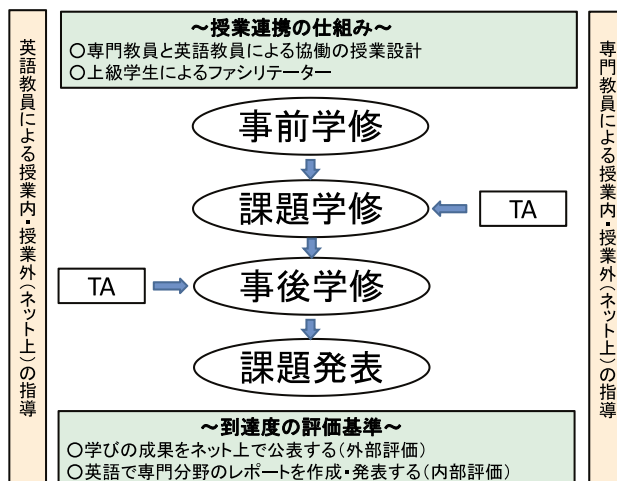 ～授業連携の仕組み～
○専門教員と英語教員による協働の授業設計
○上級学生によるファシリテーター
英語教員による授業内・授業外(ネット上)の指導
事前学修
課題学修
TA
TA
事後学修
課題発表
専門教員による授業内・授業外(ネット上)の指導
～到達度の評価基準～
○学びの成果をネット上で公表する(外部評価)
○英語で専門分野のレポートを作成・発表する(内部評価)